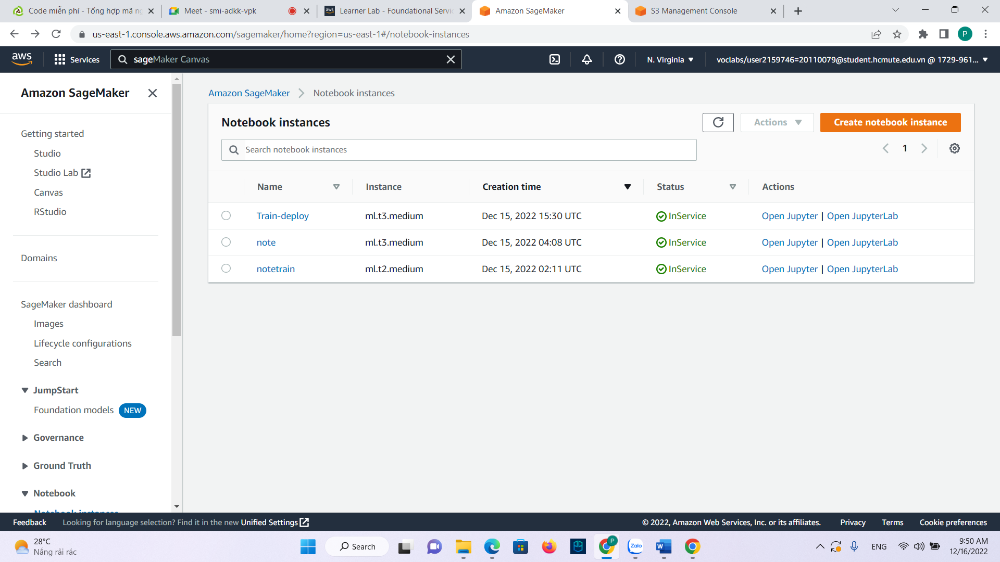 Code miễn phí - Tổng hợp mã ng
Meet - smi-adkk-vpk
Learner Lab - Foundational Servic
Amazon SageMaker
S3 Management Console
us-east-1.console.aws.amazon.com/sagemaker/home?region=us-east-1#/notebook-instances
P
aws
Services
sageMaker Canvas
N. Virginia
voclabs/user2159746=20110079@student.hcmute.edu.vn @ 1729-961...
Amazon SageMaker
Getting started
Studio
Studio Lab
Canvas
RStudio
Domains
SageMaker dashboard
Images
Lifecycle configurations
Search
JumpStart
Foundation models NEW
Governance
Ground Truth
Notebook
Notebook instances
Amazon SageMaker > Notebook instances
Notebook instances
Actions
Create notebook instance
Search notebook instances
1
Name Instance Creation time Status Actions
Train-deploy ml.t3.medium Dec 15, 2022 15:30 UTC InService Open Jupyter | Open JupyterLab
note ml.t3.medium Dec 15, 2022 04:08 UTC InService Open Jupyter | Open JupyterLab
notetrain ml.t2.medium Dec 15, 2022 02:11 UTC InService Open Jupyter | Open JupyterLab
Feedback Looking for language selection? Find it in the new Unified Settings
© 2022, Amazon Web Services, Inc. or its affiliates. Privacy Terms Cookie preferences
28°C
Nắng rải rác
Search
Zalo
W
P
ENG
9:50 AM
12/16/2022